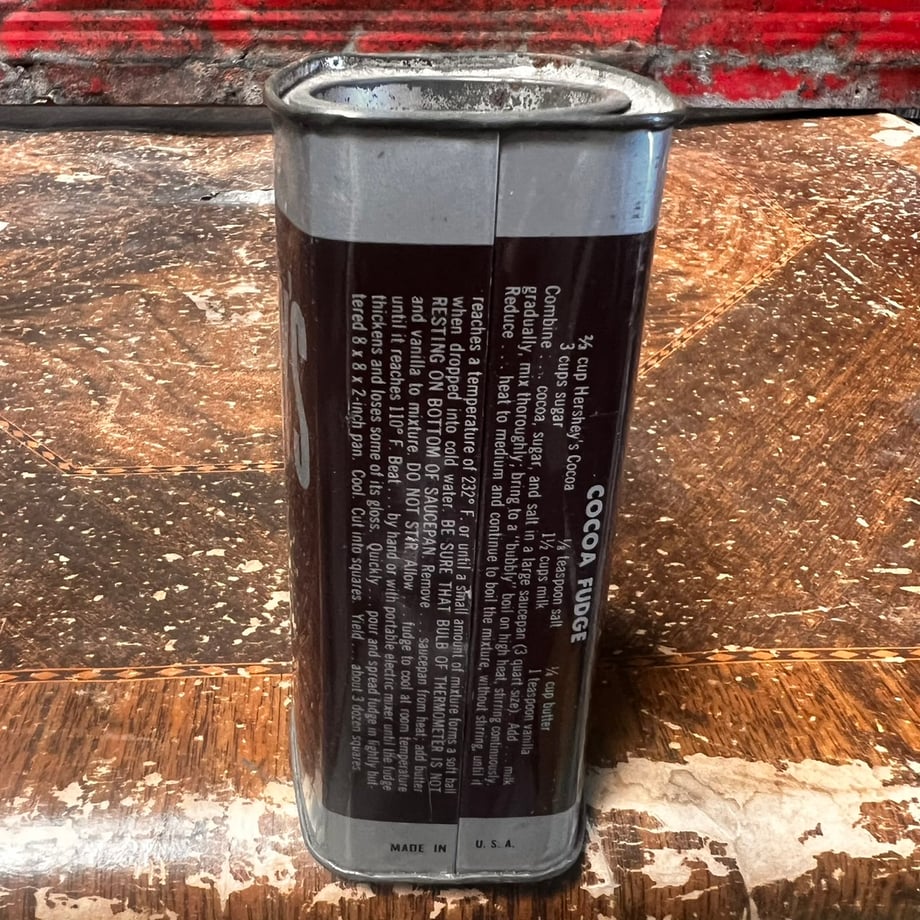 COCOA FUDGE
⅔ cup Hershey's Cocoa ⅛ teaspoon salt ¼ cup butter
3 cups sugar 1½ cups milk 1 teaspoon vanilla
Combine . . . cocoa, sugar, and salt in a large saucepan (3 quart size). Add . . . milk
gradually, mix thoroughly; bring to a "bubbly" boil on high heat, stirring continuously.
Reduce . . . heat to medium and continue to boil the mixture, without stirring, until it
reaches a temperature of 232° F. or until a small amount of mixture forms a soft ball
when dropped into cold water. BE SURE THAT BULB OF THERMOMETER IS NOT
RESTING ON BOTTOM OF SAUCEPAN. Remove . . . saucepan from heat, add butter
and vanilla to mixture. DO NOT STIR. Allow . . . fudge to cool at room temperature
until it reaches 110° F. Beat . . . by hand or with portable electric mixer until the fudge
thickens and loses some of its gloss. Quickly . . . pour and spread fudge in lightly but-
tered 8 x 8 x 2-inch pan. Cool. Cut into squares. Yield . . . about 3 dozen squares
MADE IN U. S. A.